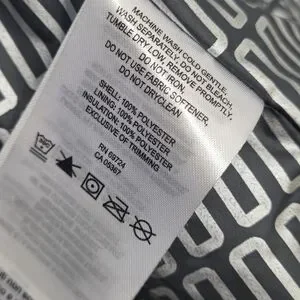 MACHINE WASH COLD GENTLE,
WASH SEPARATELY, DO NOT BLEACH,
TUMBLE DRY LOW, REMOVE PROMPTLY,
DO NOT IRON,
DO NOT USE FABRIC SOFTENER,
DO NOT DRYCLEAN
SHELL: 100% POLYESTER
LINING: 100% POLYESTER
INSULATION: 100% POLYESTER
EXCLUSIVE OF TRIMMING
RN 69724
CA 05367